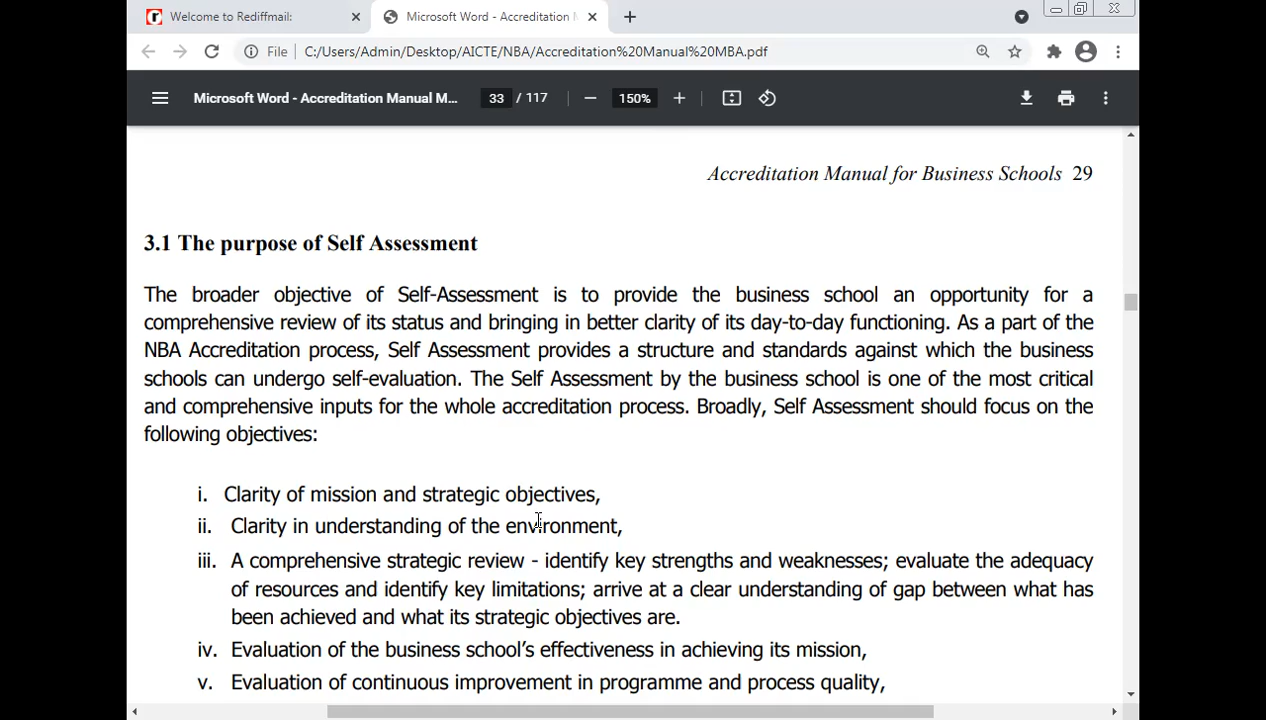 Welcome to Rediffmail:
Microsoft Word - Accreditation M
File
C:/Users/Admin/Desktop/AICTE/NBA/Accreditation%20Manual%20MBA.pdf
Microsoft Word - Accreditation Manual M...
33 / 117
150%
Accreditation Manual for Business Schools 29
3.1 The purpose of Self Assessment
The broader objective of Self-Assessment is to provide the business school an opportunity for a
comprehensive review of its status and bringing in better clarity of its day-to-day functioning. As a part of the
NBA Accreditation process, Self Assessment provides a structure and standards against which the business
schools can undergo self-evaluation. The Self Assessment by the business school is one of the most critical
and comprehensive inputs for the whole accreditation process. Broadly, Self Assessment should focus on the
following objectives:
i. Clarity of mission and strategic objectives,
ii. Clarity in understanding of the environment,
iii. A comprehensive strategic review - identify key strengths and weaknesses; evaluate the adequacy
of resources and identify key limitations; arrive at a clear understanding of gap between what has
been achieved and what its strategic objectives are.
iv. Evaluation of the business school's effectiveness in achieving its mission,
v. Evaluation of continuous improvement in programme and process quality,